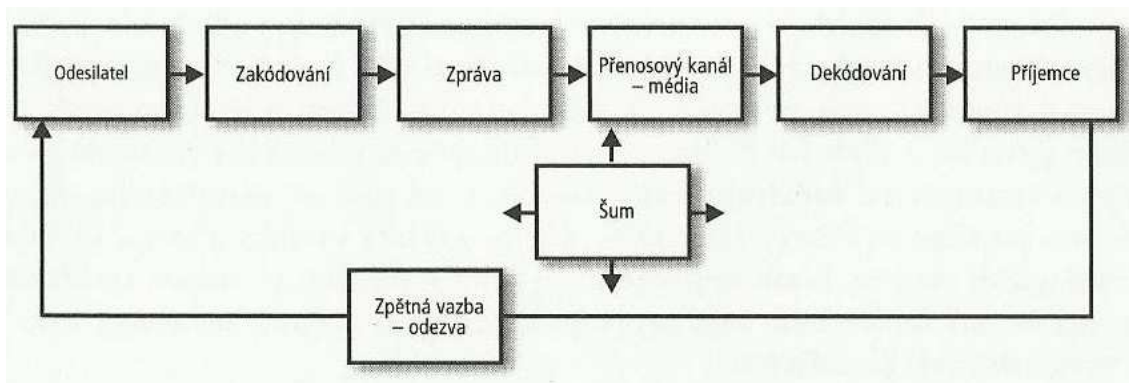 Odesilatel
Zakódování
Zpráva
Přenosový kanál
– média
Dekódování
Příjemce
Šum
Zpětná vazba
– odezva